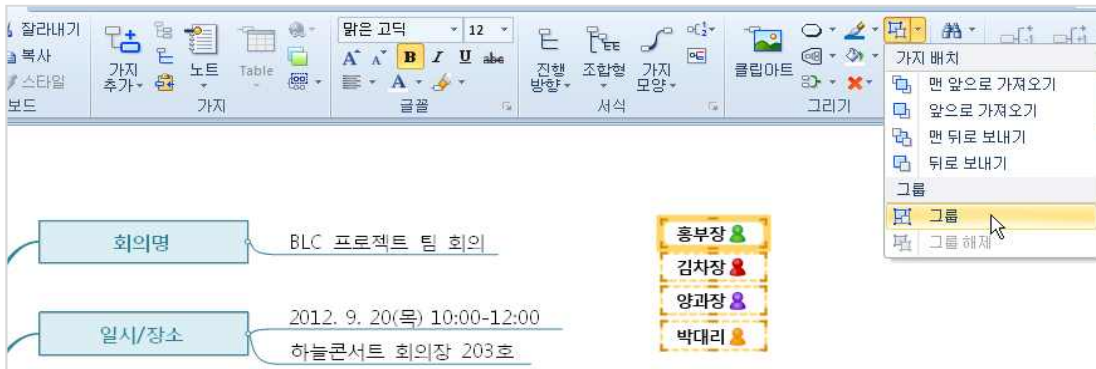 잘라내기
복사
스타일
보드
가지
추가
노트
Table
가지
맑은 고딕 12
A A B I U abc
A
글꼴
진행
방향
조합형
가지
모양
서식
클립아트
그리기
가지 배치
맨 앞으로 가져오기
앞으로 가져오기
맨 뒤로 보내기
뒤로 보내기
그룹
그룹
그룹 해제
회의명
BLC 프로젝트 팀 회의
일시/장소
2012. 9. 20(목) 10:00-12:00
하늘콘서트 회의장 203호
홍부장
김차장
양과장
박대리